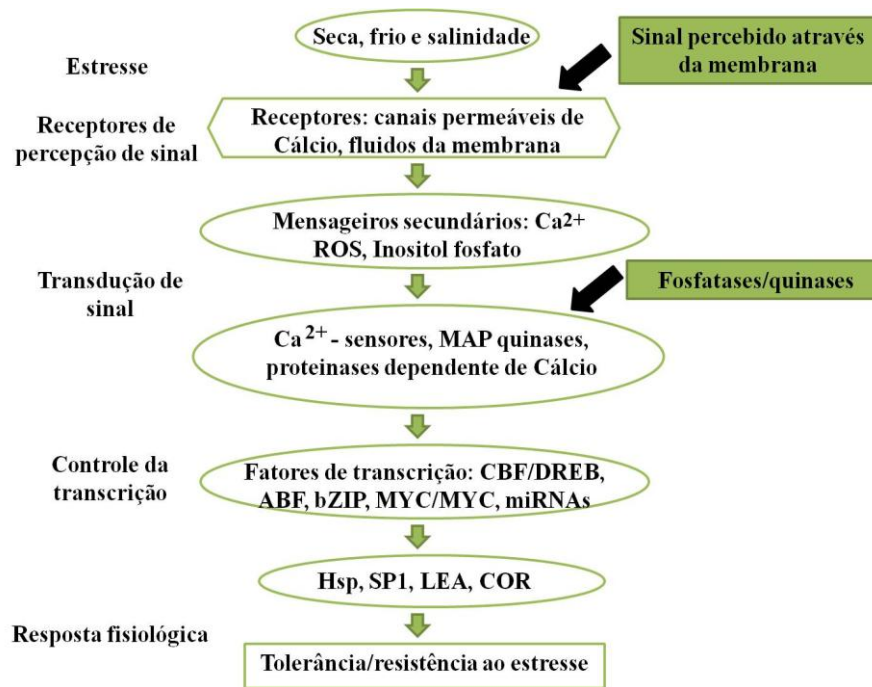 Seca, frio e salinidade
Sinal percebido através
da membrana
Estresse
Receptores de
percepção de sinal
Receptores: canais permeáveis de
Cálcio, fluidos da membrana
Mensageiros secundários: Ca2+
ROS, Inositol fosfato
Transdução de
sinal
Fosfatases/quinases
Ca2+ - sensores, MAP quinases,
proteinases dependente de Cálcio
Controle da
transcrição
Fatores de transcrição: CBF/DREB,
ABF, bZIP, MYC/MYC, miRNAs
Hsp, SP1, LEA, COR
Resposta fisiológica
Tolerância/resistência ao estresse